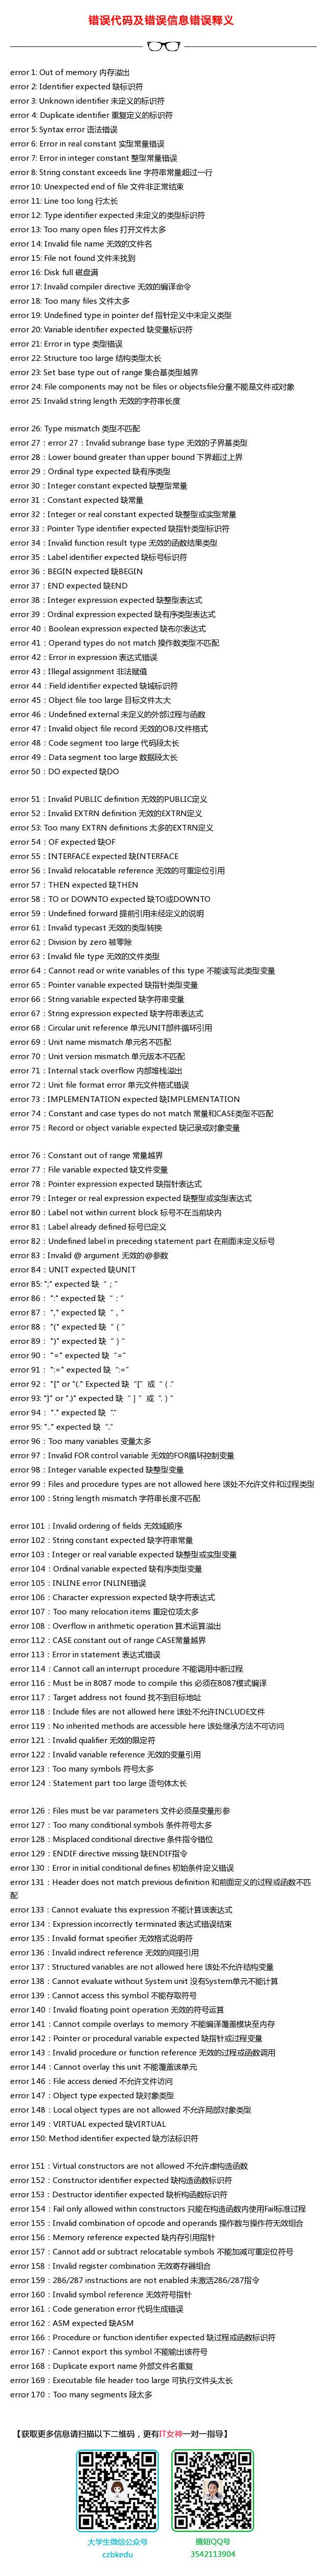 错误代码及错误信息错误释义
error 1: Out of memory 内存溢出
error 2: Identifier expected 缺标识符
error 3: Unknown identifier 未定义的标识符
error 4: Duplicate identifier 重复定义的标识符
error 5: Syntax error 语法错误
error 6: Error in real constant 实型常量错误
error 7: Error in integer constant 整型常量错误
error 8: String constant exceeds line 字符串常量超过一行
error 10: Unexpected end of file 文件非正常结束
error 11: Line too long 行太长
error 12: Type identifier expected 未定义的类型标识符
error 13: Too many open files 打开文件太多
error 14: Invalid file name 无效的文件名
error 15: File not found 文件未找到
error 16: Disk full 磁盘满
error 17: Invalid compiler directive 无效的编译命令
error 18: Too many files 文件太多
error 19: Undefined type in pointer def 指针定义中未定义类型
error 20: Variable identifier expected 缺变量标识符
error 21: Error in type 类型错误
error 22: Structure too large 结构类型太长
error 23: Set base type out of range 集合基类型越界
error 24: File components may not be files or objectsfile分量不能是文件或对象
error 25: Invalid string length 无效的字符串长度
error 26: Type mismatch 类型不匹配
error 27：error 27：Invalid subrange base type 无效的子界基类型
error 28：Lower bound greater than upper bound 下界超过上界
error 29：Ordinal type expected 缺有序类型
error 30：Integer constant expected 缺整型常量
error 31：Constant expected 缺常量
error 32：Integer or real constant expected 缺整型或实型常量
error 33：Pointer Type identifier expected 缺指针类型标识符
error 34：Invalid function result type 无效的函数结果类型
error 35：Label identifier expected 缺标号标识符
error 36：BEGIN expected 缺BEGIN
error 37：END expected 缺END
error 38：Integer expression expected 缺整型表达式
error 39：Ordinal expression expected 缺有序类型表达式
error 40：Boolean expression expected 缺布尔表达式
error 41：Operand types do not match 操作数类型不匹配
error 42：Error in expression 表达式错误
error 43：Illegal assignment 非法赋值
error 44：Field identifier expected 缺域标识符
error 45：Object file too large 目标文件太大
error 46：Undefined external 未定义的外部过程与函数
error 47：Invalid object file record 无效的OBJ文件格式
error 48：Code segment too large 代码段太长
error 49：Data segment too large 数据段太长
error 50：DO expected 缺DO
error 51：Invalid PUBLIC definition 无效的PUBLIC定义
error 52：Invalid EXTRN definition 无效的EXTRN定义
error 53: Too many EXTRN definitions 太多的EXTRN定义
error 54：OF expected 缺OF
error 55：INTERFACE expected 缺INTERFACE
error 56：Invalid relocatable reference 无效的可重定位引用
error 57：THEN expected 缺THEN
error 58：TO or DOWNTO expected 缺TO或DOWNTO
error 59：Undefined forward 提前引用未经定义的说明
error 61：Invalid typecast 无效的类型转换
error 62：Division by zero 被零除
error 63：Invalid file type 无效的文件类型
error 64：Cannot read or write variables of this type 不能读写此类型变量
error 65：Pointer variable expected 缺指针类型变量
error 66：String variable expected 缺字符串变量
error 67：String expression expected 缺字符串表达式
error 68：Circular unit reference 单元UNIT部件循环引用
error 69：Unit name mismatch 单元名不匹配
error 70：Unit version mismatch 单元版本不匹配
error 71：Internal stack overflow 内部堆栈溢出
error 72：Unit file format error 单元文件格式错误
error 73：IMPLEMENTATION expected 缺IMPLEMENTATION
error 74：Constant and case types do not match 常量和CASE类型不匹配
error 75：Record or object variable expected 缺记录或对象变量
error 76：Constant out of range 常量越界
error 77：File variable expected 缺文件变量
error 78：Pointer expression expected 缺指针表达式
error 79：Integer or real expression expected 缺整型或实型表达式
error 80：Label not within current block 标号不在当前块内
error 81：Label already defined 标号已定义
error 82：Undefined label in preceding statement part 在前面未定义标号
error 83：Invalid @ argument 无效的@参数
error 84：UNIT expected 缺UNIT
error 85: ";" expected 缺 “；”
error 86： ":" expected 缺 “：”
error 87： "," expected 缺 “，”
error 88： "(" expected 缺 “（”
error 89： ")" expected 缺 “）”
error 90： "=" expected 缺 “=”
error 91： ":=" expected 缺 “:=”
error 92： "[" or "(." Expected 缺 “[” 或 “（.”
error 93: "]" or ".)" expected 缺 “］” 或 “.）”
error 94： "." expected 缺 “.”
error 95: ".." expected 缺 “..”
error 96：Too many variables 变量太多
error 97：Invalid FOR control variable 无效的FOR循环控制变量
error 98：Integer variable expected 缺整型变量
error 99：Files and procedure types are not allowed here 该处不允许文件和过程类型
error 100：String length mismatch 字符串长度不匹配
error 101：Invalid ordering of fields 无效域顺序
error 102：String constant expected 缺字符串常量
error 103：Integer or real variable expected 缺整型或实型变量
error 104：Ordinal variable expected 缺有序类型变量
error 105：INLINE error INLINE错误
error 106：Character expression expected 缺字符表达式
error 107：Too many relocation items 重定位项太多
error 108：Overflow in arithmetic operation 算术运算溢出
error 112：CASE constant out of range CASE常量越界
error 113：Error in statement 表达式错误
error 114：Cannot call an interrupt procedure 不能调用中断过程
error 116：Must be in 8087 mode to compile this 必须在8087模式编译
error 117：Target address not found 找不到目标地址
error 118：Include files are not allowed here 该处不允许INCLUDE文件
error 119：No inherited methods are accessible here 该处继承方法不可访问
error 121：Invalid qualifier 无效的限定符
error 122：Invalid variable reference 无效的变量引用
error 123：Too many symbols 符号太多
error 124：Statement part too large 语句体太长
error 126：Files must be var parameters 文件必须是变量形参
error 127：Too many conditional symbols 条件符号太多
error 128：Misplaced conditional directive 条件指令错位
error 129：ENDIF directive missing 缺ENDIF指令
error 130：Error in initial conditional defines 初始条件定义错误
error 131：Header does not match previous definition 和前面定义的过程或函数不匹
配
error 133：Cannot evaluate this expression 不能计算该表达式
error 134：Expression incorrectly terminated 表达式错误结束
error 135：Invalid format specifier 无效格式说明符
error 136：Invalid indirect reference 无效的间接引用
error 137：Structured variables are not allowed here 该处不允许结构变量
error 138：Cannot evaluate without System unit 没有System单元不能计算
error 139：Cannot access this symbol 不能存取符号
error 140：Invalid floating point operation 无效的符号运算
error 141：Cannot compile overlays to memory 不能编译覆盖模块至内存
error 142：Pointer or procedural variable expected 缺指针或过程变量
error 143：Invalid procedure or function reference 无效的过程或函数调用
error 144：Cannot overlay this unit 不能覆盖该单元
error 146：File access denied 不允许文件访问
error 147：Object type expected 缺对象类型
error 148：Local object types are not allowed 不允许局部对象类型
error 149：VIRTUAL expected 缺VIRTUAL
error 150: Method identifier expected 缺方法标识符
error 151：Virtual constructors are not allowed 不允许虚构造函数
error 152：Constructor identifier expected 缺构造函数标识符
error 153：Destructor identifier expected 缺析构函数标识符
error 154：Fail only allowed within constructors 只能在构造函数内使用Fail标准过程
error 155：Invalid combination of opcode and operands 操作数与操作符无效组合
error 156：Memory reference expected 缺内存引用指针
error 157：Cannot add or subtract relocatable symbols 不能加减可重定位符号
error 158：Invalid register combination 无效寄存器组合
error 159：286/287 instructions are not enabled 未激活286/287指令
error 160：Invalid symbol reference 无效符号指针
error 161：Code generation error 代码生成错误
error 162：ASM expected 缺ASM
error 166：Procedure or function identifier expected 缺过程或函数标识符
error 167：Cannot export this symbol 不能输出该符号
error 168：Duplicate export name 外部文件名重复
error 169：Executable file header too large 可执行文件头太长
error 170：Too many segments 段太多
【获取更多信息请扫描以下二维码，更有IT女神一对一指导】
大学生微信公众号
czbkedu
播妞QQ号
3542113904